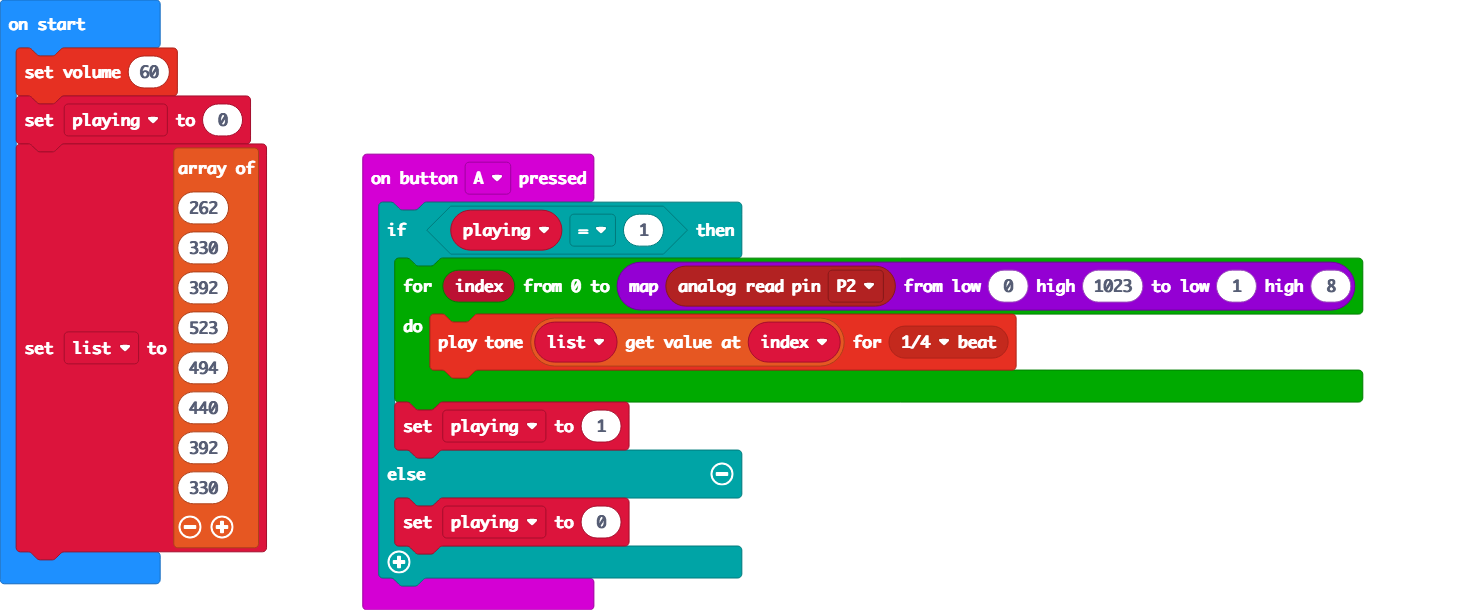 on start
set volume 60
set playing to 0
set list to array of
262
330
392
523
494
440
392
330
on button A pressed
if playing = 1 then
for index from 0 to map analog read pin P2 from low 0 high 1023 to low 1 high 8
do play tone list get value at index for 1/4 beat
set playing to 1
else
set playing to 0